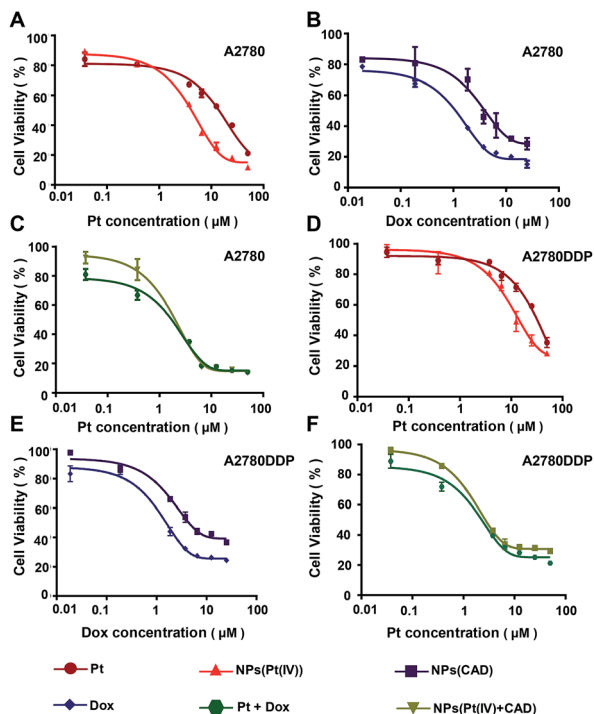 A
A2780
Cell Viability ( % )
100
80
60
40
20
0
0.01 0.1 1 10 100
Pt concentration ( µM )
B
A2780
Cell Viability ( % )
100
80
60
40
20
0
0.01 0.1 1 10 100
Dox concentration ( µM )
C
A2780
Cell Viability ( % )
100
80
60
40
20
0
0.01 0.1 1 10 100
Pt concentration ( µM )
D
A2780DDP
Cell Viability ( % )
120
100
80
60
40
20
0
0.01 0.1 1 10 100
Pt concentration ( µM )
E
A2780DDP
Cell Viability ( % )
100
80
60
40
20
0
0.01 0.1 1 10 100
Dox concentration ( µM )
F
A2780DDP
Cell Viability ( % )
100
80
60
40
20
0
0.01 0.1 1 10 100
Pt concentration ( µM )
Pt
NPs(Pt(IV))
NPs(CAD)
Dox
Pt + Dox
NPs(Pt(IV)+CAD)